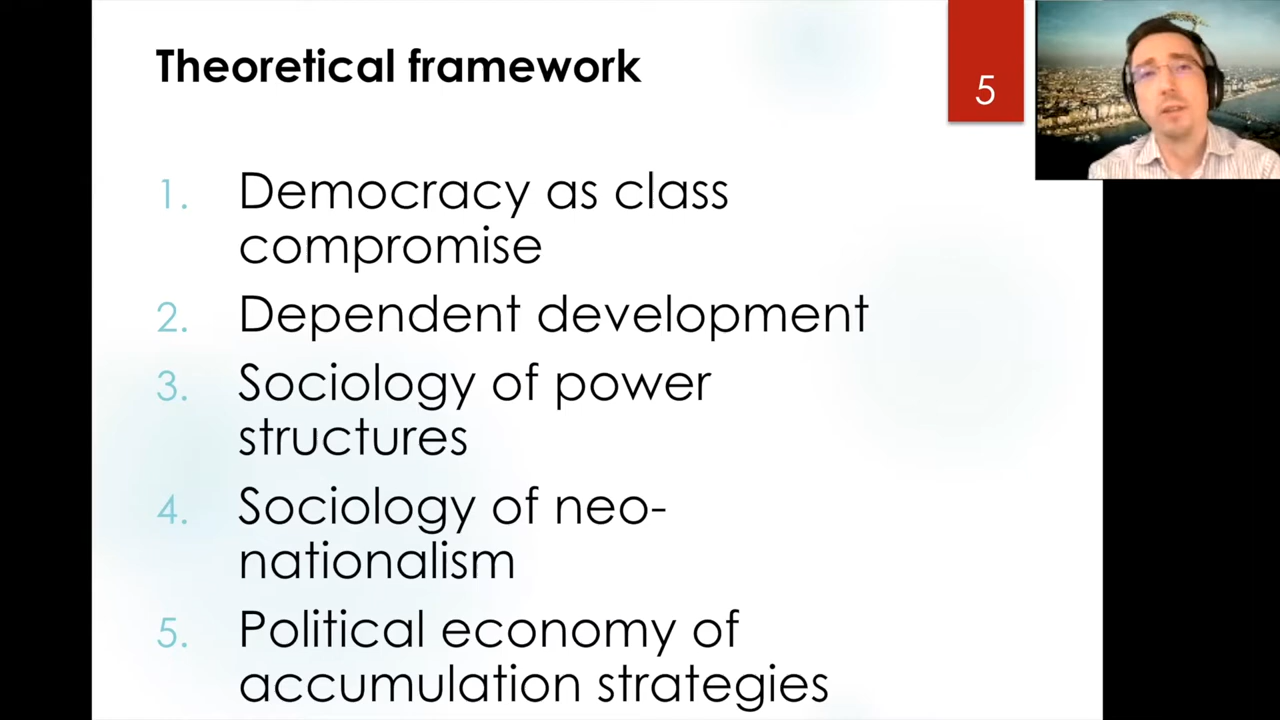 Theoretical framework
5
1. Democracy as class
compromise
2. Dependent development
3. Sociology of power
structures
4. Sociology of neo-
nationalism
5. Political economy of
accumulation strategies